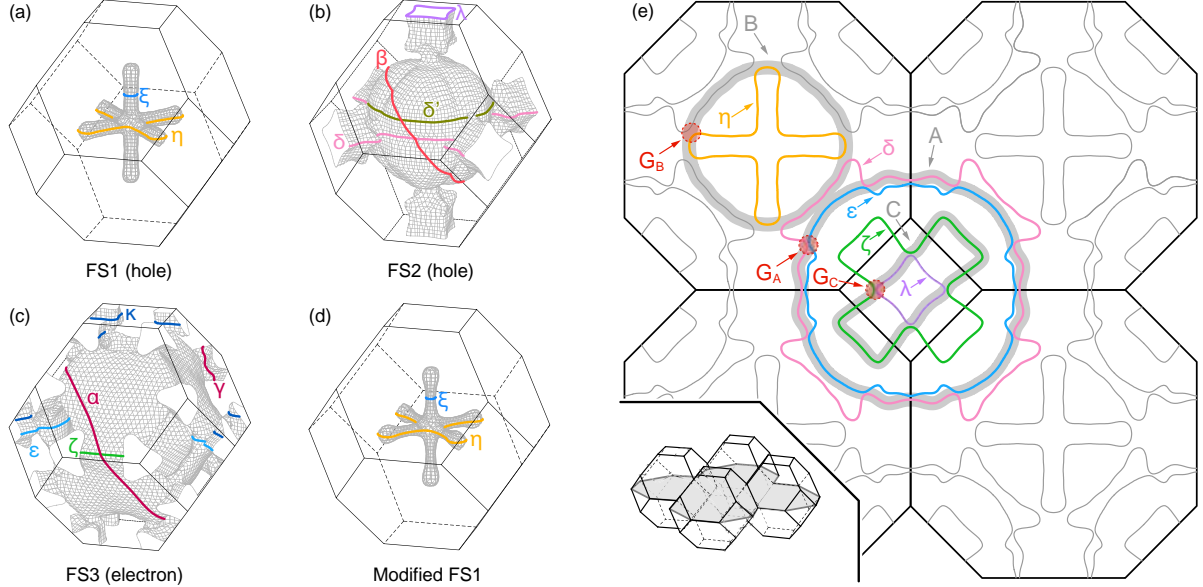 (a)
ξ
η
FS1 (hole)
(b)
λ
β
δ'
δ
FS2 (hole)
(c)
κ
α
γ
ε
ζ
FS3 (electron)
(d)
ξ
η
Modified FS1
(e)
B
η
G_B
δ
A
ε
C
ζ
G_A
G_C
λ